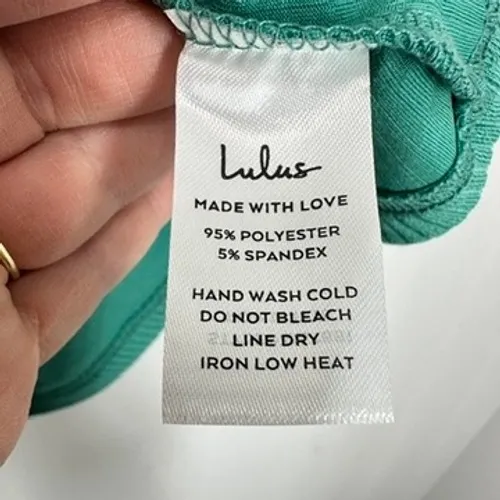 Lulus
MADE WITH LOVE
95% POLYESTER
5% SPANDEX
HAND WASH COLD
DO NOT BLEACH
LINE DRY
IRON LOW HEAT